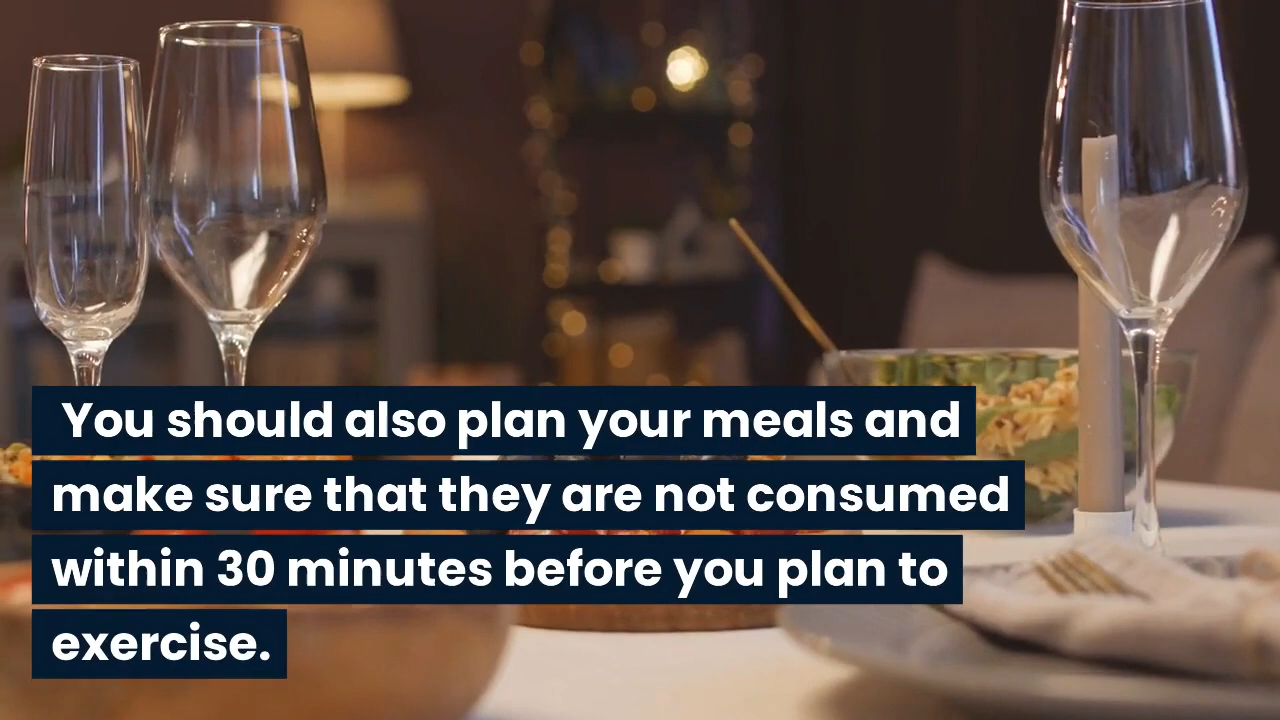 You should also plan your meals and
make sure that they are not consumed
within 30 minutes before you plan to
exercise.